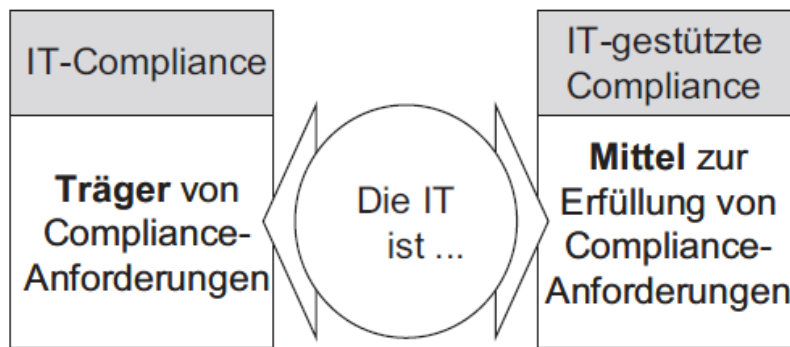 IT-Compliance
Träger von
Compliance-
Anforderungen
Die IT
ist ...
IT-gestützte
Compliance
Mittel zur
Erfüllung von
Compliance-
Anforderungen